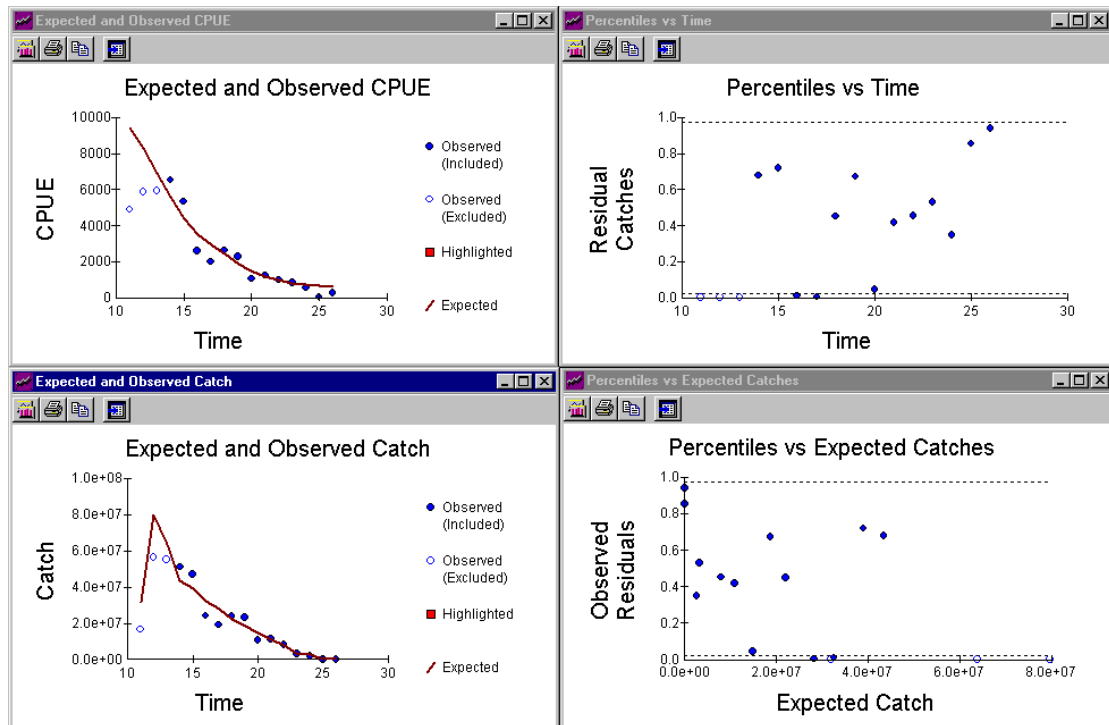 Expected and Observed CPUE
Expected and Observed CPUE
10000
8000
6000
4000
2000
0
CPUE
10
15
20
25
30
Time
Observed
(Included)
Observed
(Excluded)
Highlighted
Expected
Percentiles vs Time
Percentiles vs Time
1.0
0.8
0.6
0.4
0.2
0.0
Residual
Catches
10
15
20
25
30
Time
Expected and Observed Catch
Expected and Observed Catch
1.0e+08
8.0e+07
6.0e+07
4.0e+07
2.0e+07
0.0e+00
Catch
10
15
20
25
30
Time
Observed
(Included)
Observed
(Excluded)
Highlighted
Expected
Percentiles vs Expected Catches
Percentiles vs Expected Catches
1.0
0.8
0.6
0.4
0.2
0.0
Observed
Residuals
0.0e+00
2.0e+07
4.0e+07
6.0e+07
8.0e+07
Expected Catch